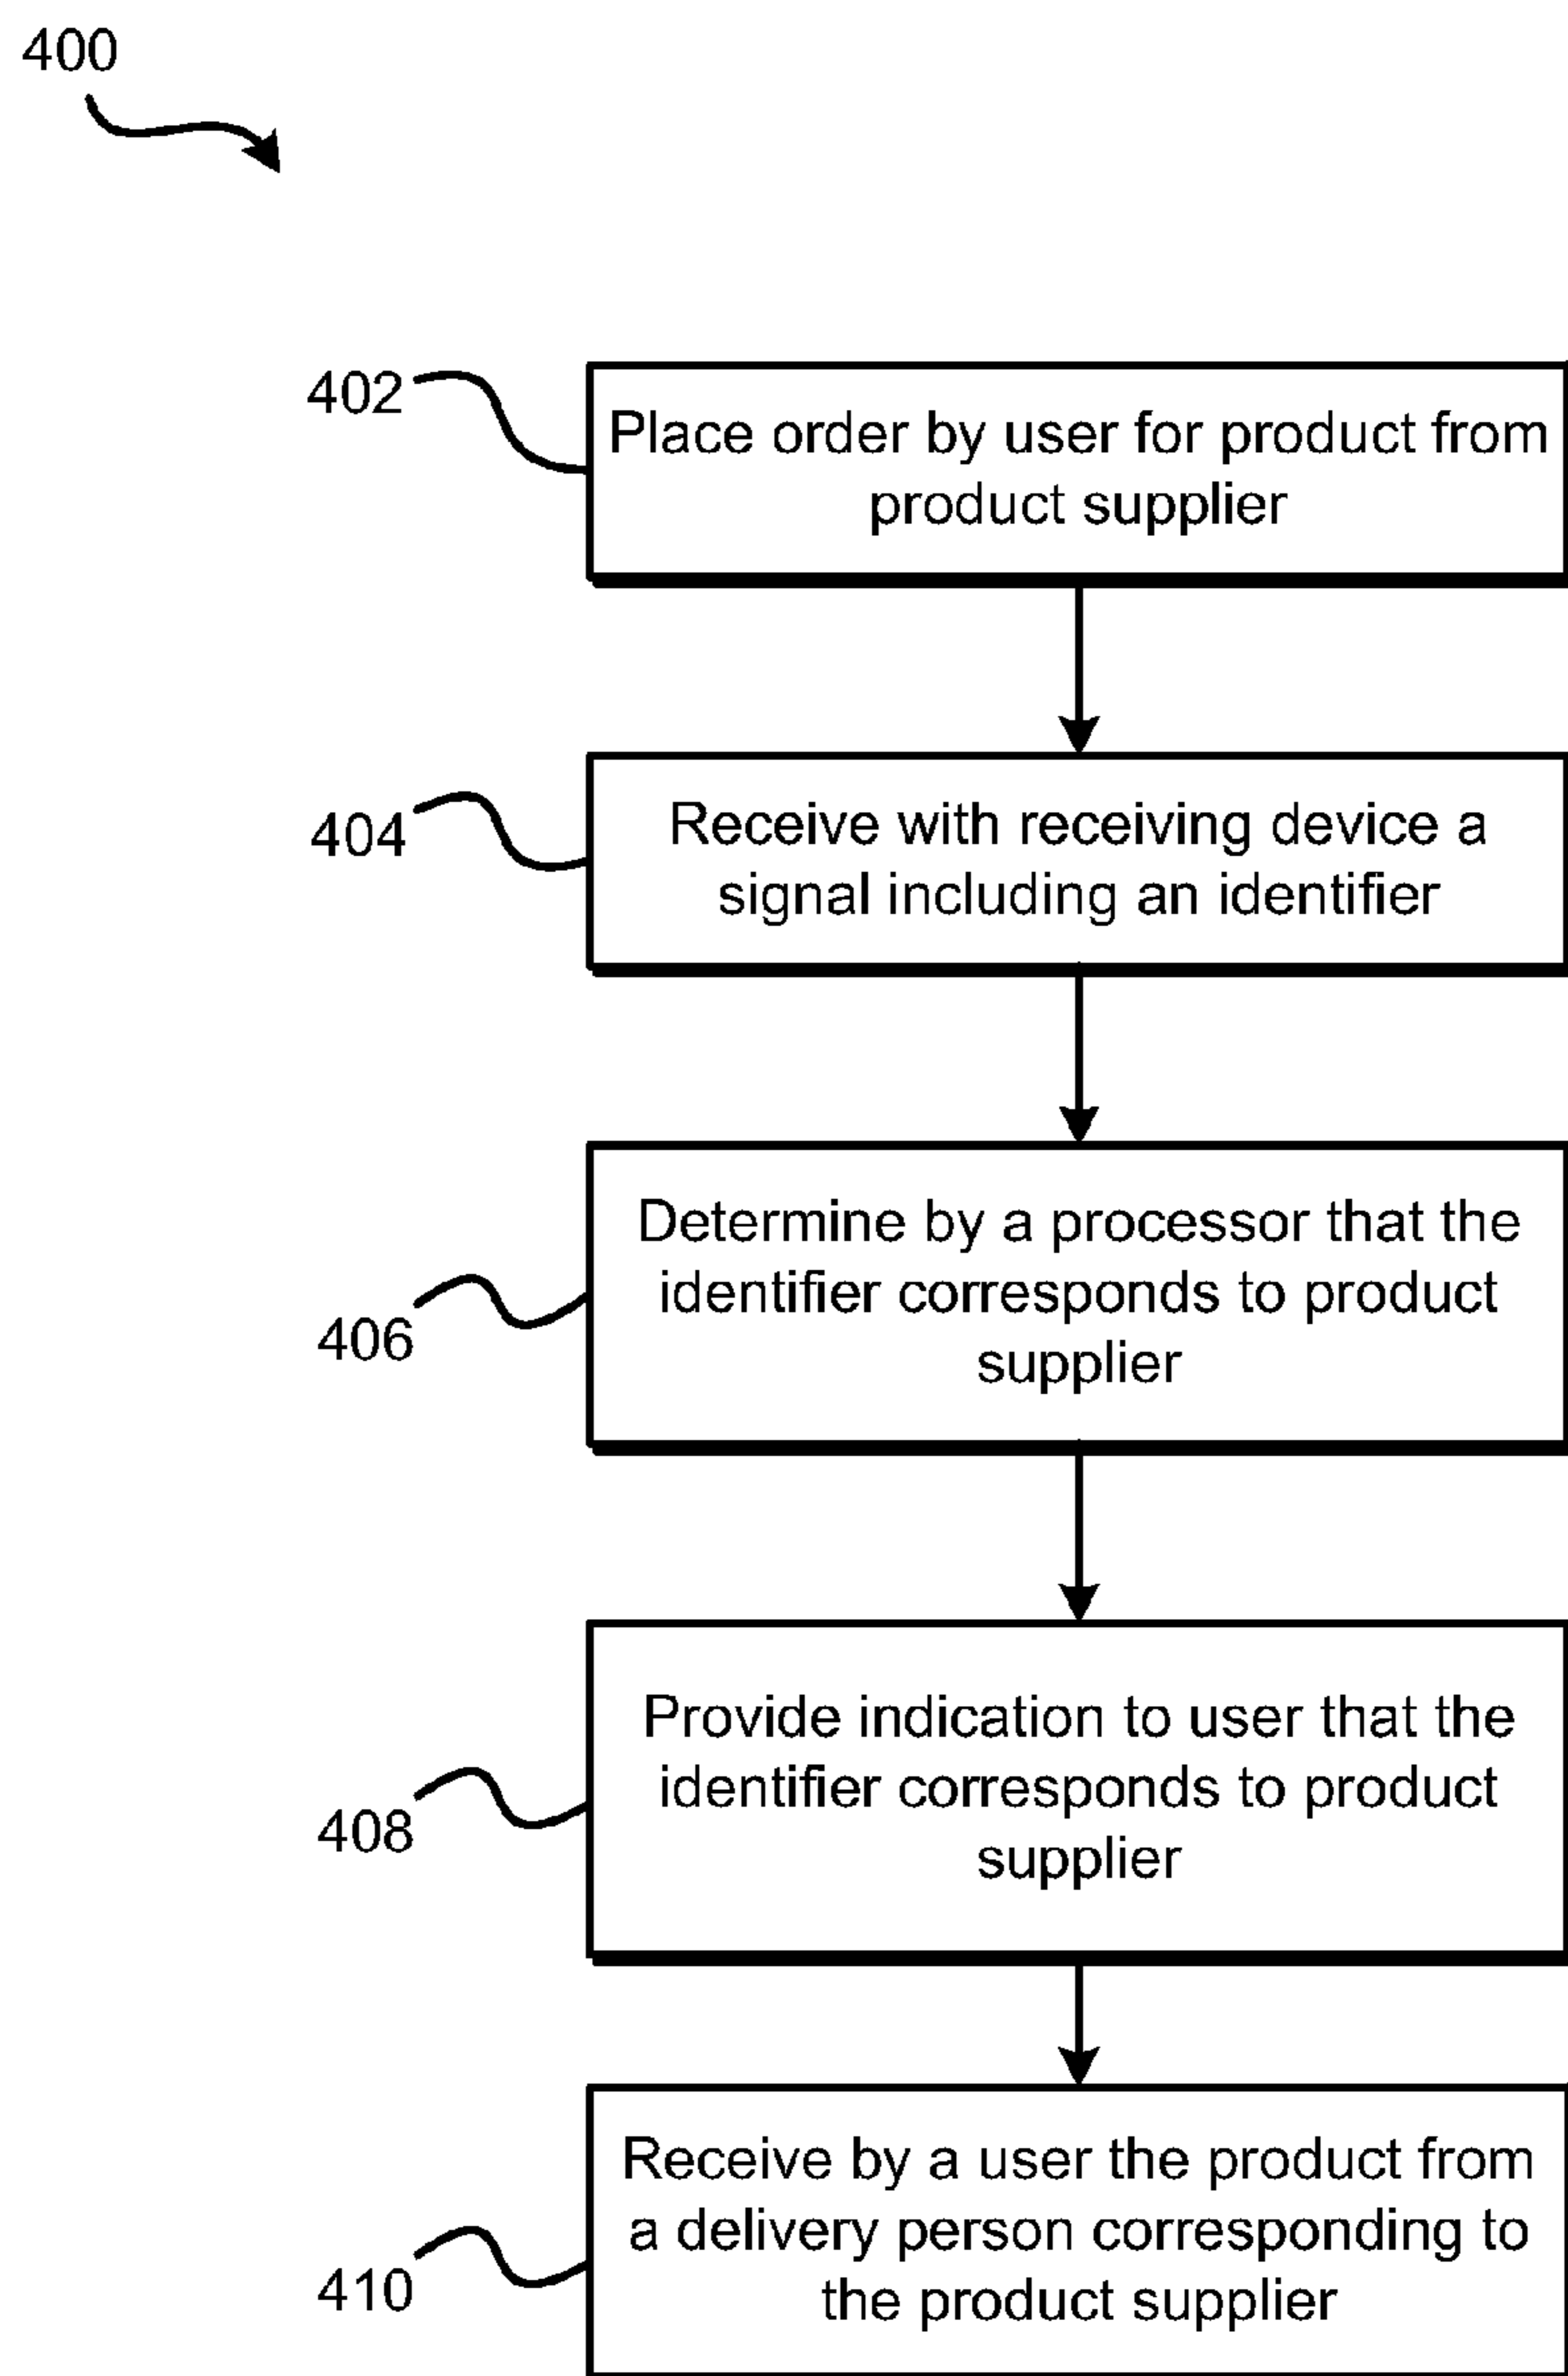 400
402
Place order by user for product from
product supplier
404
Receive with receiving device a
signal including an identifier
406
Determine by a processor that the
identifier corresponds to product
supplier
408
Provide indication to user that the
identifier corresponds to product
supplier
410
Receive by a user the product from
a delivery person corresponding to
the product supplier